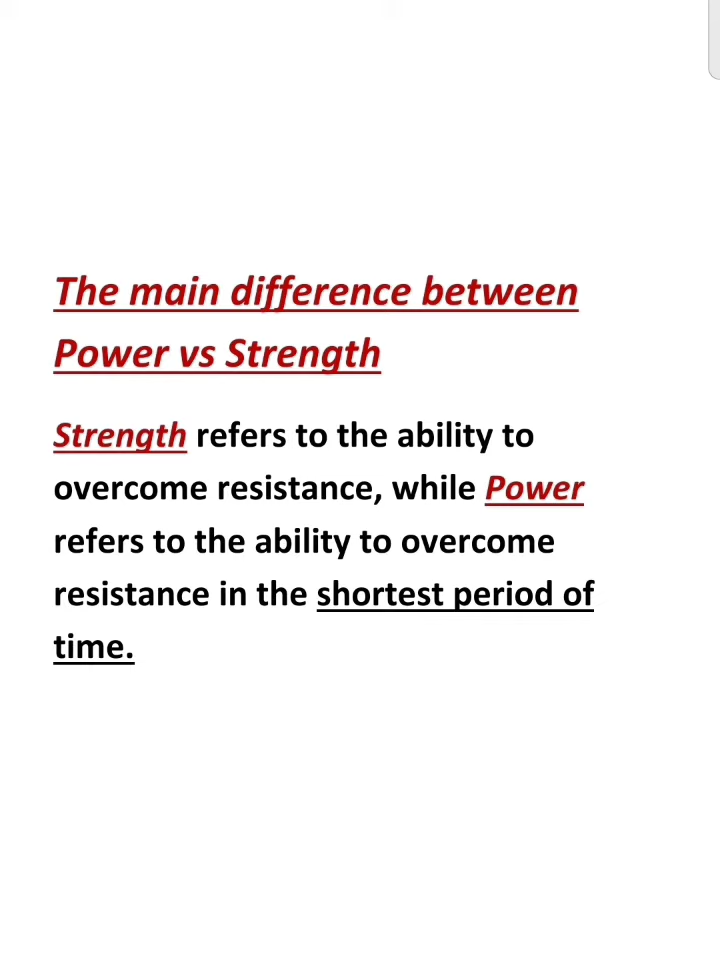 The main difference between
Power vs Strength
Strength refers to the ability to
overcome resistance, while Power
refers to the ability to overcome
resistance in the shortest period of
time.